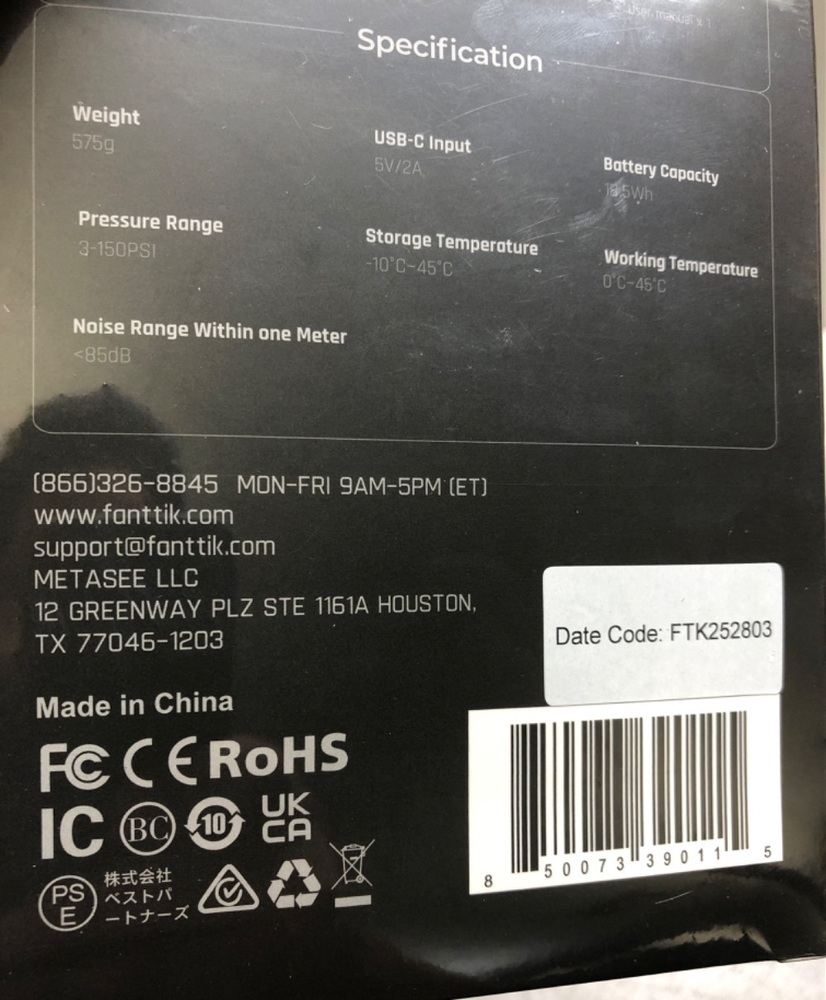 User manual x 1
Specification
Weight
575g
USB-C Input
5V/2A
Battery Capacity
Pressure Range
3-150PSI
Storage Temperature
-10°C~45°C
Working Temperature
0°C~45°C
Noise Range Within one Meter
<85dB
(866)326-8845 MON-FRI 9AM-5PM (ET)
www.fanttik.com
support@fanttik.com
METASEE LLC
12 GREENWAY PLZ STE 1161A HOUSTON,
TX 77046-1203
Date Code: FTK252803
Made in China
FC CE RoHS
IC BC 10 UK
CA
PS
E
株式会社
ベストパ
ートナーズ
8 50073 39011 5